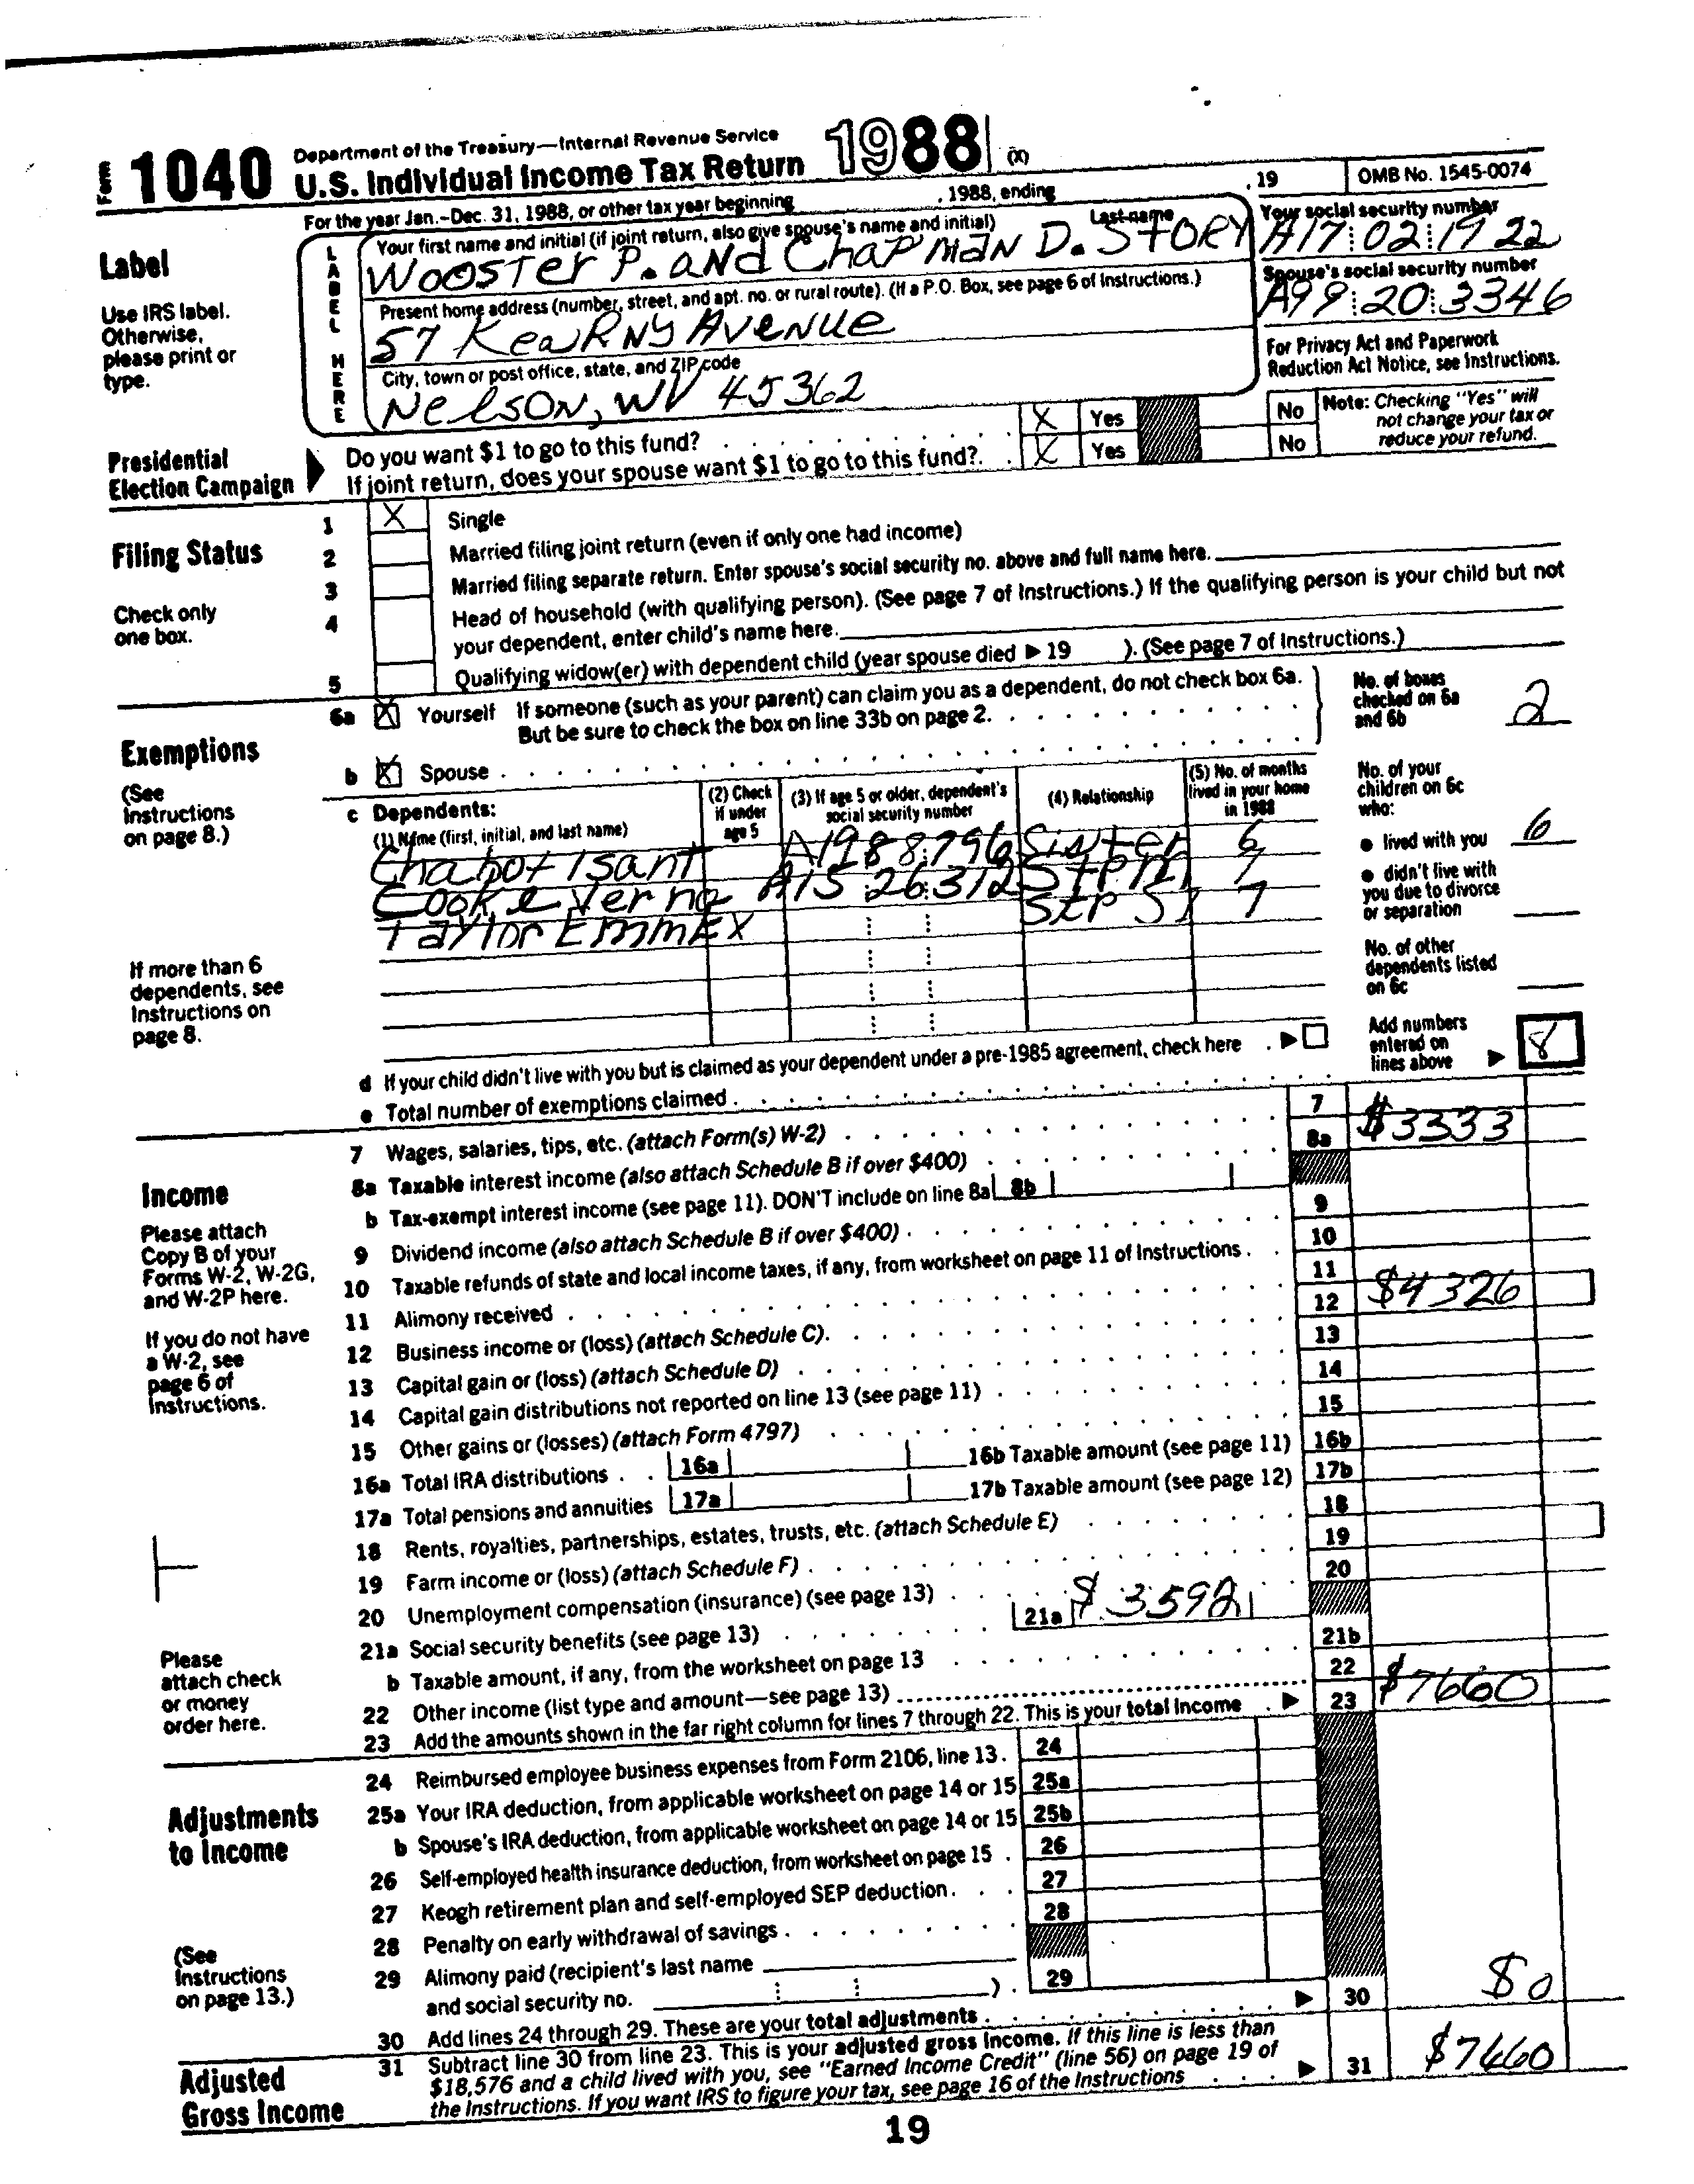 Form 1040 Department of the Treasury—Internal Revenue Service
U.S. Individual Income Tax Return 1988 (X)
For the year Jan.-Dec. 31, 1988, or other tax year beginning , 1988, ending , 19 OMB No. 1545-0074
Label
Use IRS label. Otherwise, please print or type.
LABEL HERE
Your first name and initial (if joint return, also give spouse's name and initial) Last name
Wooster P. and Chapman D. Story
Your social security number
A17 02 1922
Present home address (number, street, and apt. no. or rural route). (If a P.O. Box, see page 6 of Instructions.)
57 Kearny Avenue
Spouse's social security number
A99 20 3346
City, town or post office, state, and ZIP code
Nelson, WV 45362
For Privacy Act and Paperwork Reduction Act Notice, see Instructions.
Presidential Election Campaign
Do you want $1 to go to this fund? X Yes No
If joint return, does your spouse want $1 to go to this fund? X Yes No
Note: Checking "Yes" will not change your tax or reduce your refund.
Filing Status
Check only one box.
1 X Single
2 Married filing joint return (even if only one had income)
3 Married filing separate return. Enter spouse's social security no. above and full name here.
4 Head of household (with qualifying person). (See page 7 of Instructions.) If the qualifying person is your child but not
your dependent, enter child's name here.
5 Qualifying widow(er) with dependent child (year spouse died ▶ 19 ). (See page 7 of Instructions.)
Exemptions
(See Instructions on page 8.)
6a X Yourself If someone (such as your parent) can claim you as a dependent, do not check box 6a.
But be sure to check the box on line 33b on page 2.
b X Spouse
No. of boxes checked on 6a and 6b 2
c Dependents:
(1) Name (first, initial, and last name)
(2) Check if under age 5
(3) If age 5 or older, dependent's social security number
(4) Relationship
(5) No. of months lived in your home in 1988
Chabot Isant A19 88 796 Sister 6
Cooke Verna A15 26 312 7
Taylor Emm X Step Si 7
No. of your children on 6c who:
● lived with you 6
● didn't live with you due to divorce or separation
No. of other dependents listed on 6c
If more than 6 dependents, see Instructions on page 8.
Add numbers entered on lines above ▶ 8
d If your child didn't live with you but is claimed as your dependent under a pre-1985 agreement, check here ▶
e Total number of exemptions claimed
Income
Please attach Copy B of your Forms W-2, W-2G, and W-2P here.
If you do not have a W-2, see page 6 of Instructions.
Please attach check or money order here.
7 Wages, salaries, tips, etc. (attach Form(s) W-2) 7
8a Taxable interest income (also attach Schedule B if over $400) 8a $3333
b Tax-exempt interest income (see page 11). DON'T include on line 8a 8b
9 Dividend income (also attach Schedule B if over $400) 9
10 Taxable refunds of state and local income taxes, if any, from worksheet on page 11 of Instructions 10
11 Alimony received 11
12 Business income or (loss) (attach Schedule C) 12 $4326
13 Capital gain or (loss) (attach Schedule D) 13
14 Capital gain distributions not reported on line 13 (see page 11) 14
15 Other gains or (losses) (attach Form 4797) 15
16a Total IRA distributions 16a 16b Taxable amount (see page 11) 16b
17a Total pensions and annuities 17a 17b Taxable amount (see page 12) 17b
18 Rents, royalties, partnerships, estates, trusts, etc. (attach Schedule E) 18
19 Farm income or (loss) (attach Schedule F) 19
20 Unemployment compensation (insurance) (see page 13) 20
21a Social security benefits (see page 13) 21a $3592
b Taxable amount, if any, from the worksheet on page 13 21b
22 Other income (list type and amount—see page 13) 22
23 Add the amounts shown in the far right column for lines 7 through 22. This is your total income ▶ 23 $7660
Adjustments to Income
(See Instructions on page 13.)
24 Reimbursed employee business expenses from Form 2106, line 13. 24
25a Your IRA deduction, from applicable worksheet on page 14 or 15 25a
b Spouse's IRA deduction, from applicable worksheet on page 14 or 15 25b
26 Self-employed health insurance deduction, from worksheet on page 15 26
27 Keogh retirement plan and self-employed SEP deduction 27
28 Penalty on early withdrawal of savings 28
29 Alimony paid (recipient's last name
and social security no. ) 29
30 Add lines 24 through 29. These are your total adjustments ▶ 30 $0
Adjusted Gross Income
31 Subtract line 30 from line 23. This is your adjusted gross income. If this line is less than
$18,576 and a child lived with you, see "Earned Income Credit" (line 56) on page 19 of
the Instructions. If you want IRS to figure your tax, see page 16 of the Instructions ▶ 31 $7660
19